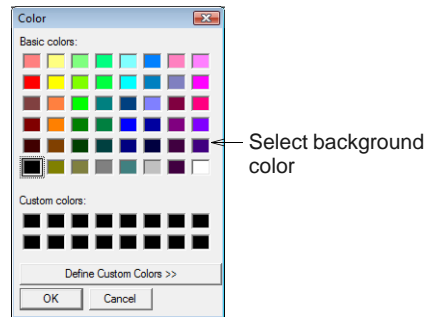 Color
Basic colors:
Select background
color
Custom colors:
Define Custom Colors >>
OK
Cancel